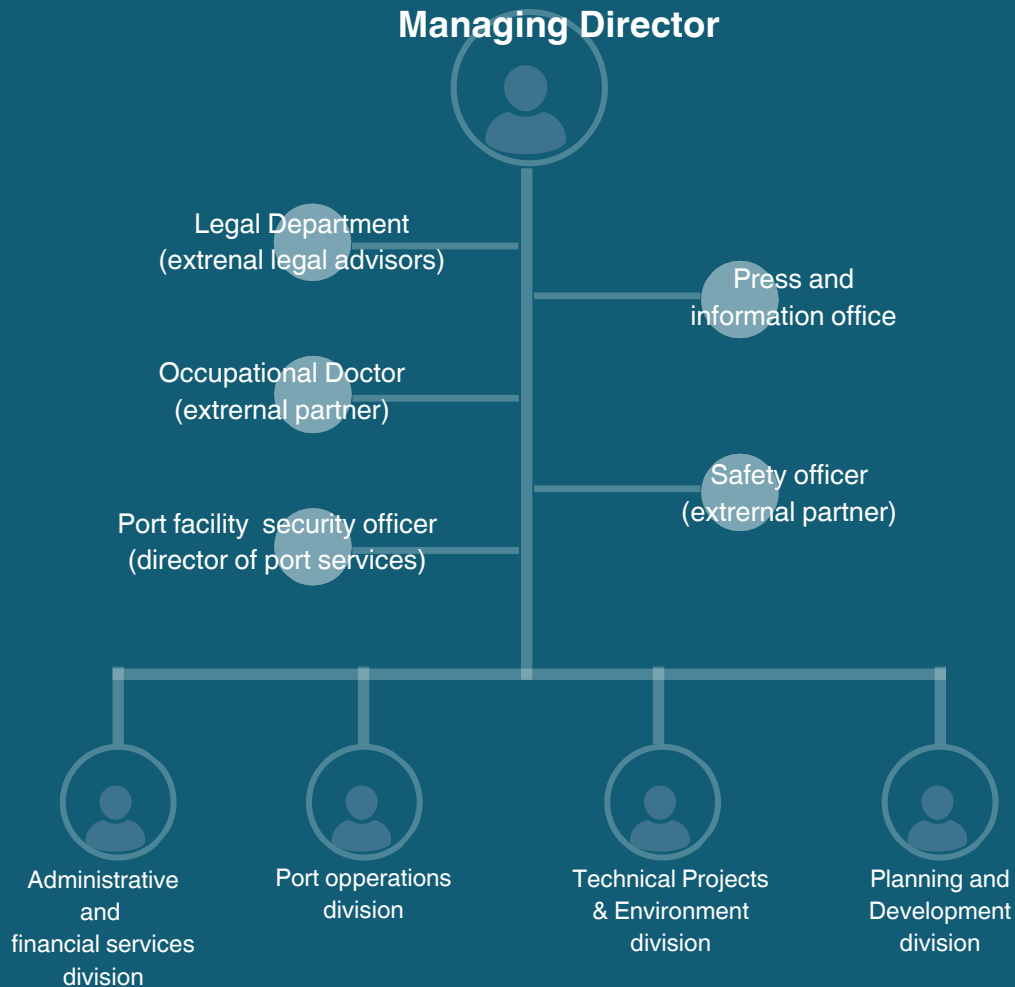 Managing Director
Legal Department
(extrenal legal advisors)
Press and
information office
Occupational Doctor
(extrernal partner)
Safety officer
(extrernal partner)
Port facility  security officer
(director of port services)
Administrative
and
financial services
division
Port opperations
division
Technical Projects
& Environment
division
Planning and
Development
division